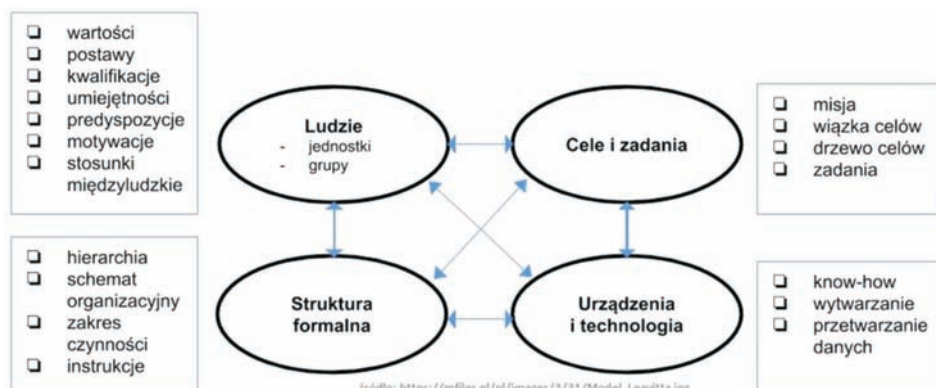 wartości
postawy
kwalifikacje
umiejętności
predyspozycje
motywacje
stosunki
międzyludzkie
Ludzie
- jednostki
- grupy
Cele i zadania
misja
wiązka celów
drzewo celów
zadania
hierarchia
schemat
organizacyjny
zakres
czynności
instrukcje
Struktura
formalna
Urządzenia
i technologia
know-how
wytwarzanie
przetwarzanie
danych